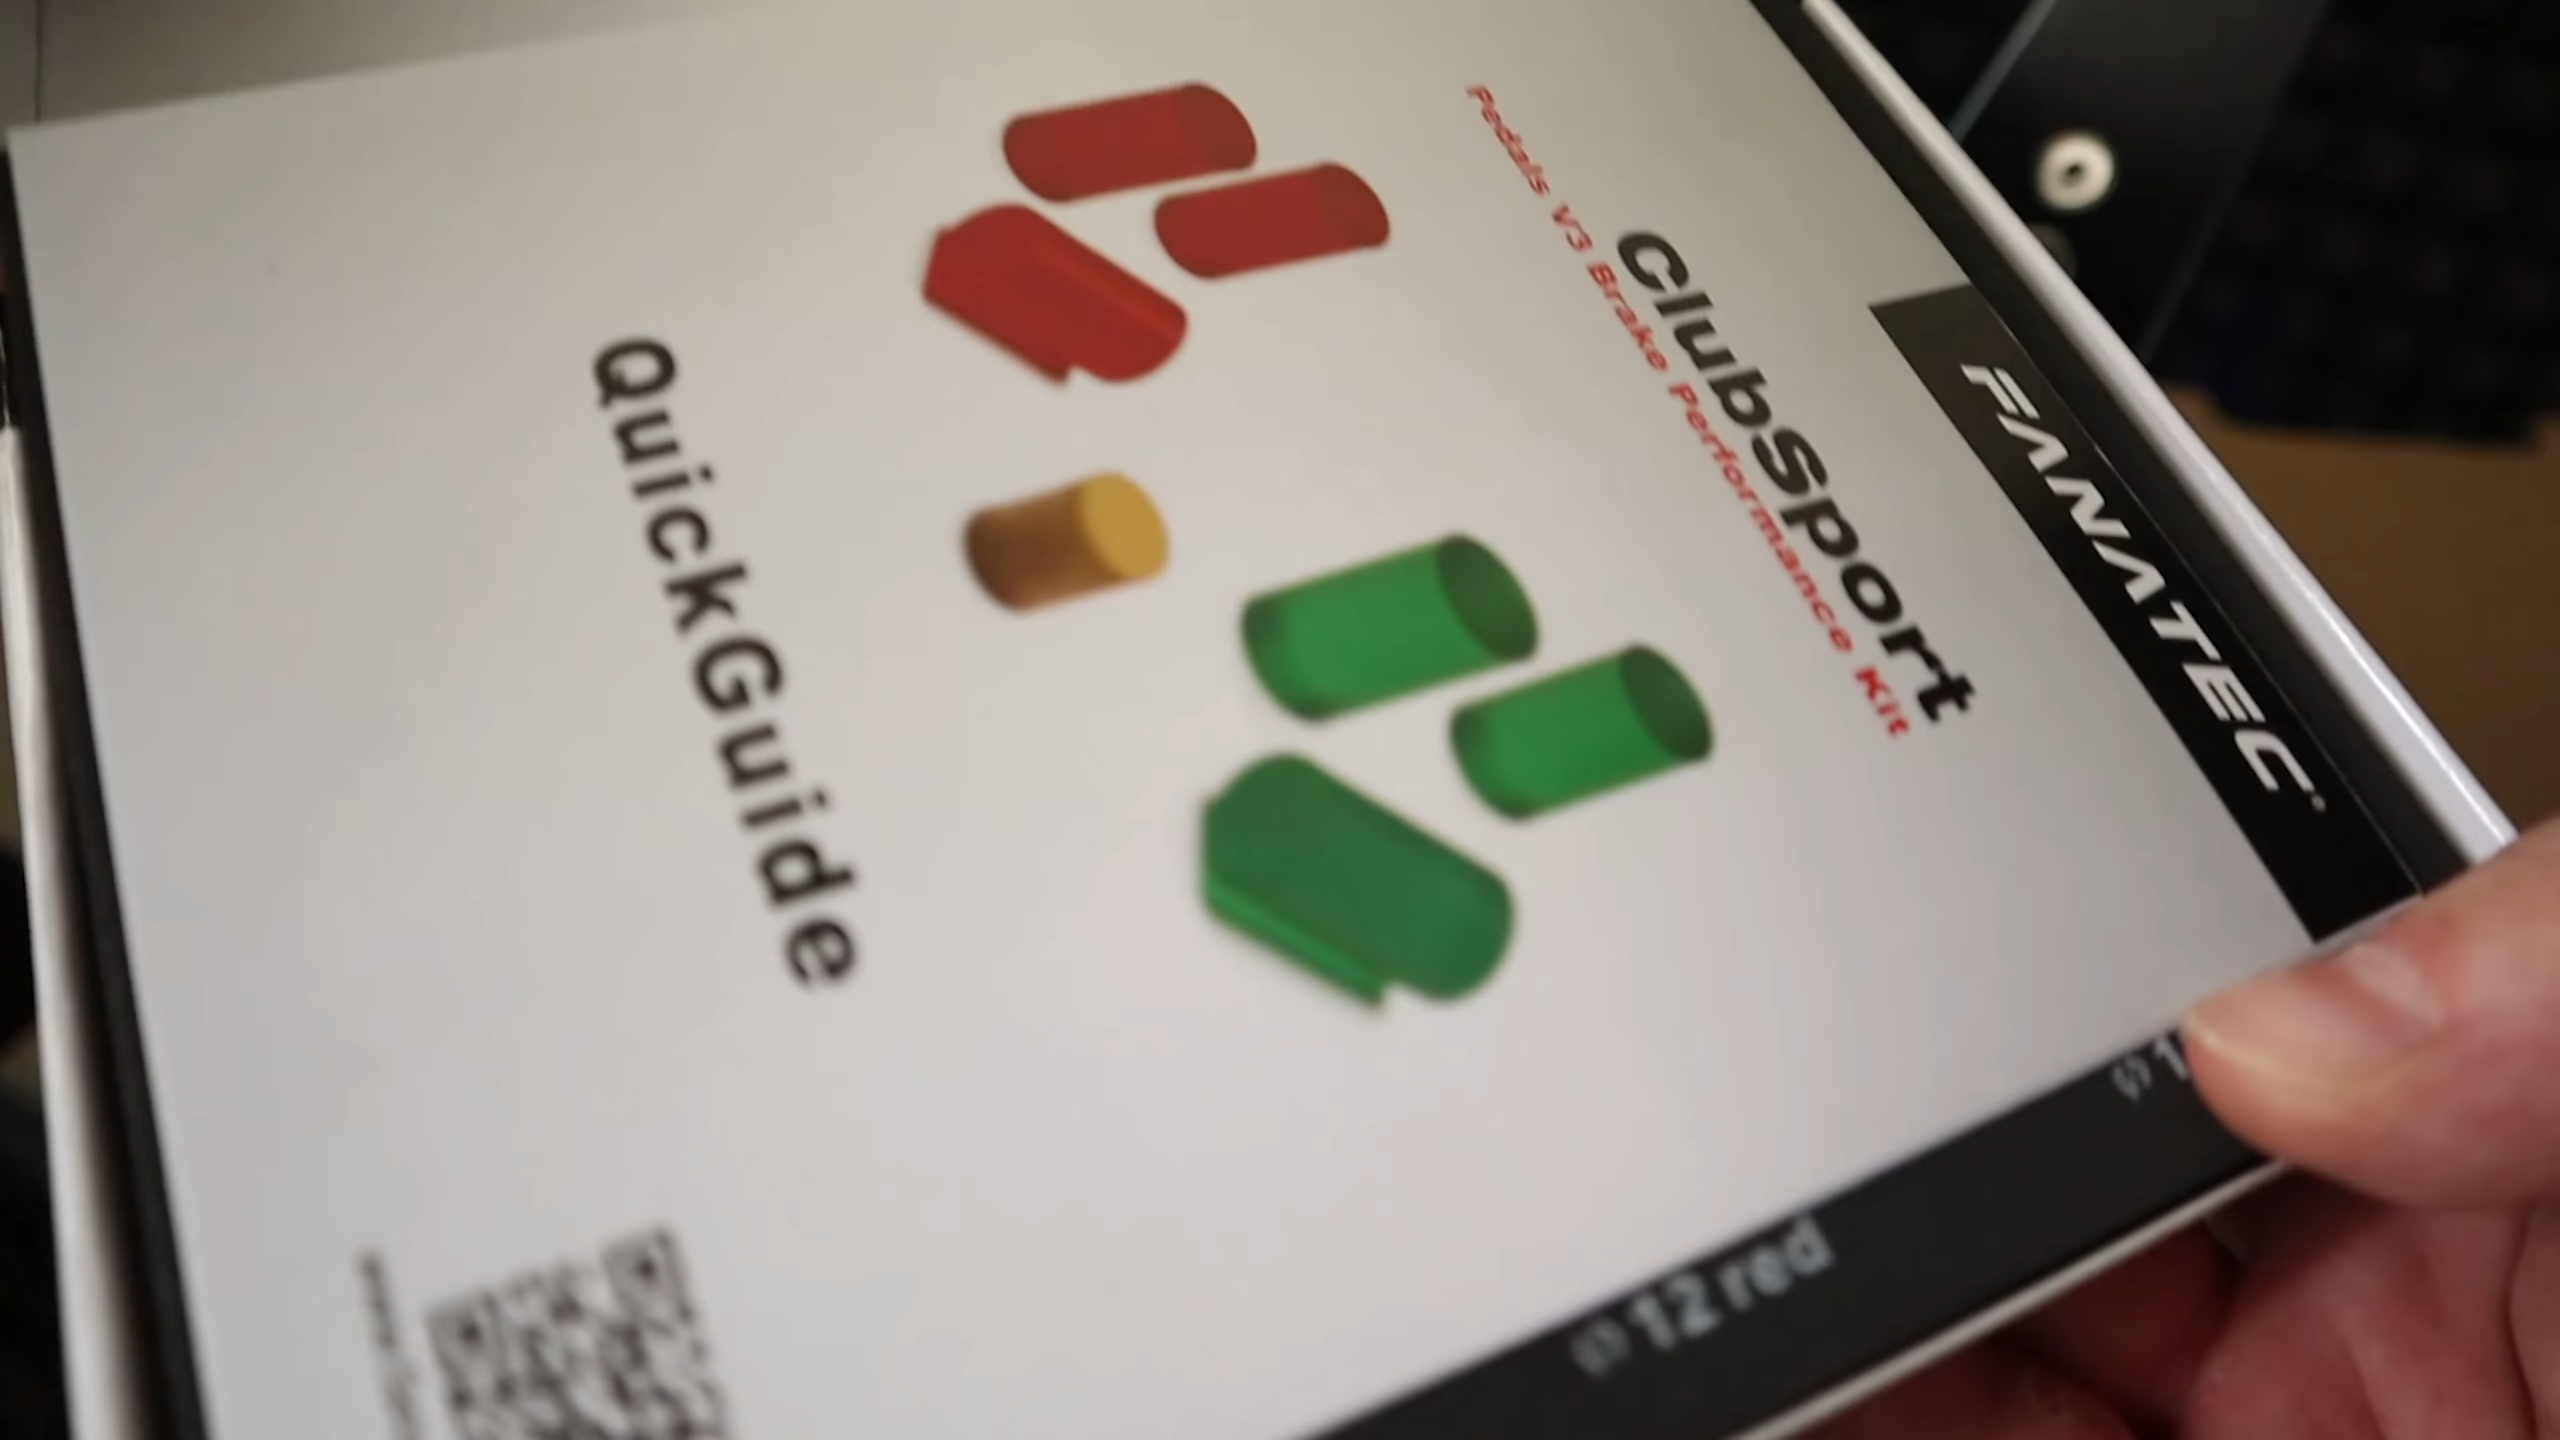 FANATEC
ClubSport
Pedals V3 Brake Performance Kit
QuickGuide
12 red